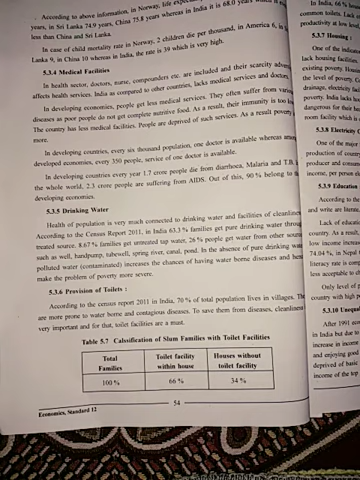 According to above information, in Norway, life
In India, 66 %
years, in Sri Lanka 74.9 years, China 75.8 years whereas in India it is 68.0 years
common toilets. Lack
less than China and Sri Lanka.
productivity at low level
In case of child mortality rate in Norway, 2 children die per thousand, in America 6, in
5.3.7 Housing :
Lanka 9, in China 10 whereas in India, the rate is 39 which is very high.
One of the
5.3.4 Medical Facilities
lack housing facilities
In health sector, doctors, nurse, compounders etc. are included their scarcity
existing poverty.
affects health services. India as compared to other countries, lacks medical services and doctors
the level of poverty.
In developing economies, people get less medical services. They often suffer from
drainage, electricity
diseases as poor people do not get complete nutritive food. As a result, their immunity is too
poverty. India lacks
The country has less medical facilities. People are deprived of such services. As a result poverty
dangerous for their
more.
room facility which is
In developing countries, every six thousand population, one doctor is available whereas
5.3.8 Electricity
developed economies, every 350 people, service of one doctor is available.
One of the major
In developing countries every year 1.7 crore people die from diarrhoea, Malaria and T.B.
production of country
the whole world, 2.3 crore people are suffering from AIDS. Out of this, 90 % belong to
producer and
developing economies.
income, per person
5.3.5 Drinking Water
5.3.9 Education
Health of population is very much connected to drinking water and facilities of cleanliness
According to the
According to the Census Report 2011, in India 63.3 % families get pure drinking water through
and write are literate
treated source. 8.67 % families get untreated tap water, 26 % people get water from other source
Lack of education
such as well, handpump, tubewell, spring river, canal, pond. In the absence of pure drinking water
country. As a result,
polluted water (contaminated) increases the chances of having water borne diseases and
low income
make the problem of poverty more severe.
74.04 %, in Nepal
5.3.6 Provision of Toilets :
literacy rate is
According to the census report 2011 in India, 70 % of total population lives in villages. The
less acceptable to
are more prone to water borne and contagious diseases. To save them from diseases, cleanliness
Only level of
very important and for that, toilet facilities are a must.
country with high
Table 5.7 Calssification of Slum Families with Toilet Facilities
5.3.10 Unequal
Total Toilet facility Houses without
After 1991
Families within house toilet facility
in India but due to
100 % 66 % 34 %
increase in income
and enjoying good
deprived of basic
income of the top
54
Economics, Standard 12